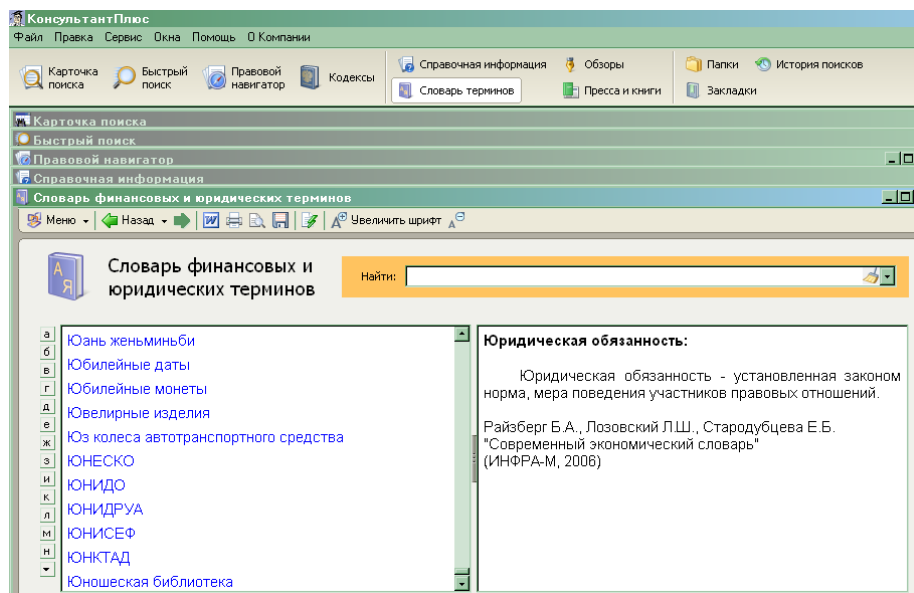 КонсультантПлюс
Файл Правка Сервис Окна Помощь О Компании
Карточка поиска Быстрый поиск Правовой навигатор Кодексы Справочная информация Обзоры Папки История поисков
Словарь терминов Пресса и книги Закладки
Карточка поиска
Быстрый поиск
Правовой навигатор
Справочная информация
Словарь финансовых и юридических терминов
Меню Назад Увеличить шрифт
Словарь финансовых и
юридических терминов
Найти:
а
б
в
г
д
е
ж
з
и
к
л
м
н
Юань женьминьби
Юбилейные даты
Юбилейные монеты
Ювелирные изделия
Юз колеса автотранспортного средства
ЮНЕСКО
ЮНИДО
ЮНИДРУА
ЮНИСЕФ
ЮНКТАД
Юношеская библиотека
Юридическая обязанность:
Юридическая обязанность - установленная законом
норма, мера поведения участников правовых отношений.
Райзберг Б.А., Лозовский Л.Ш., Стародубцева Е.Б.
"Современный экономический словарь"
(ИНФРА-М, 2006)